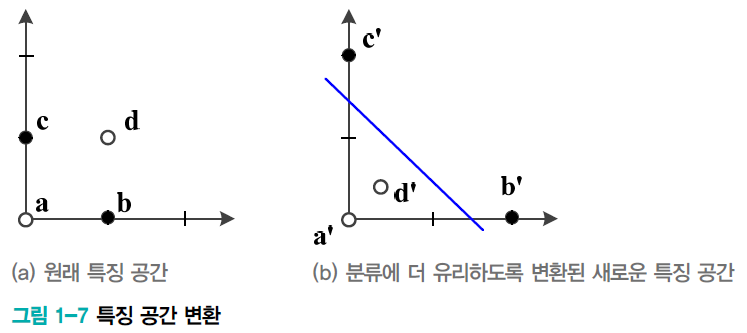 c d
a b
c'
d' b'
a'
(a) 원래 특징 공간
(b) 분류에 더 유리하도록 변환된 새로운 특징 공간
그림 1-7 특징 공간 변환